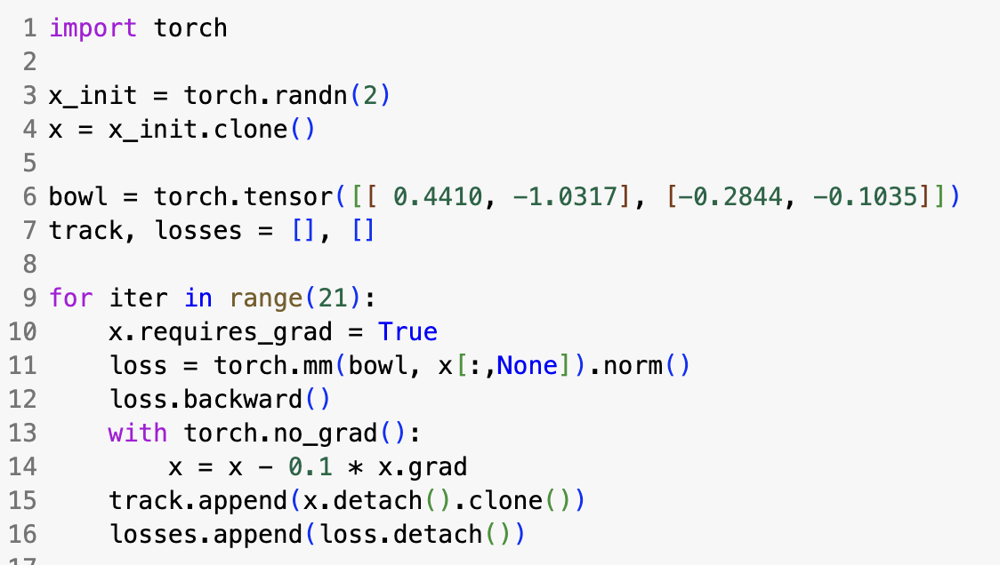 1 import torch
2
3 x_init = torch.randn(2)
4 x = x_init.clone()
5
6 bowl = torch.tensor([[ 0.4410, -1.0317], [-0.2844, -0.1035]])
7 track, losses = [], []
8
9 for iter in range(21):
10     x.requires_grad = True
11     loss = torch.mm(bowl, x[:,None]).norm()
12     loss.backward()
13     with torch.no_grad():
14         x = x - 0.1 * x.grad
15     track.append(x.detach().clone())
16     losses.append(loss.detach())
17